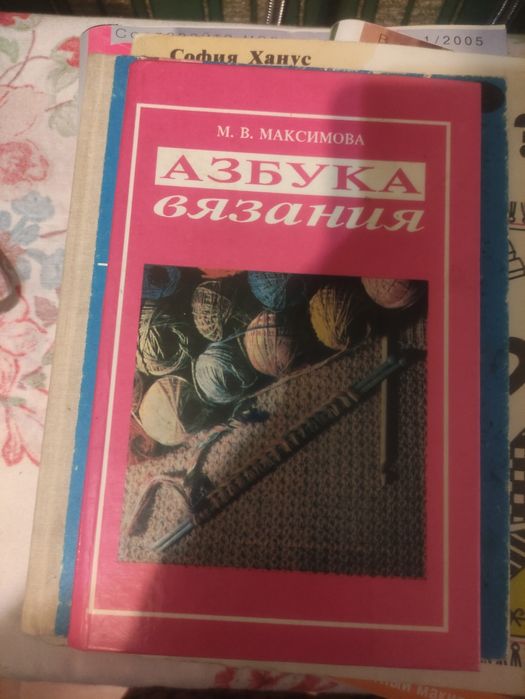 1/2005
София Ханус
М. В. МАКСИМОВА
АЗБУКА
вязания